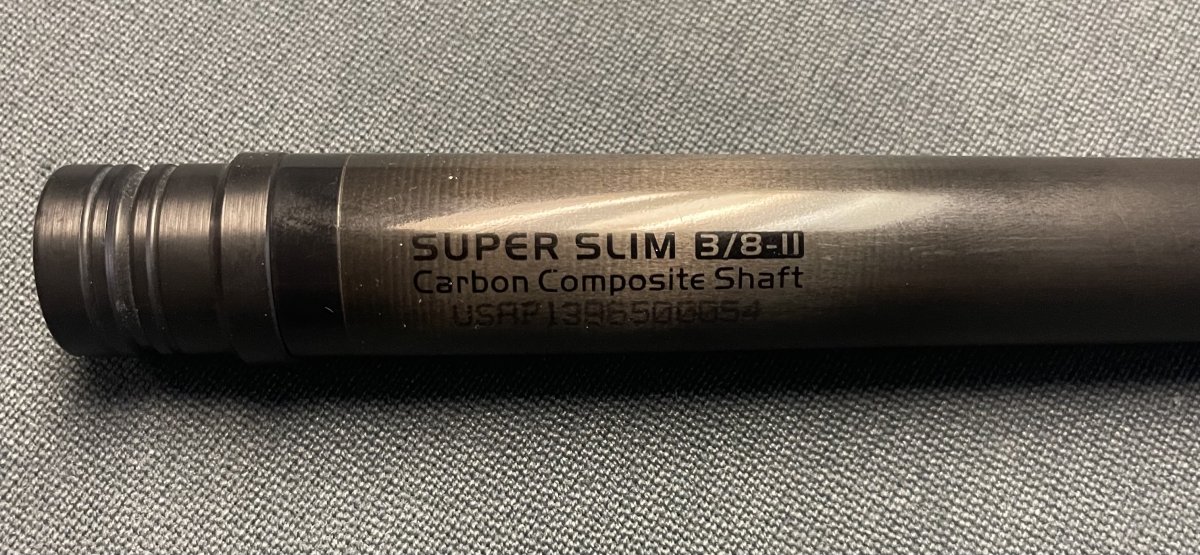 SUPER SLIM 3/8-11
Carbon Composite Shaft